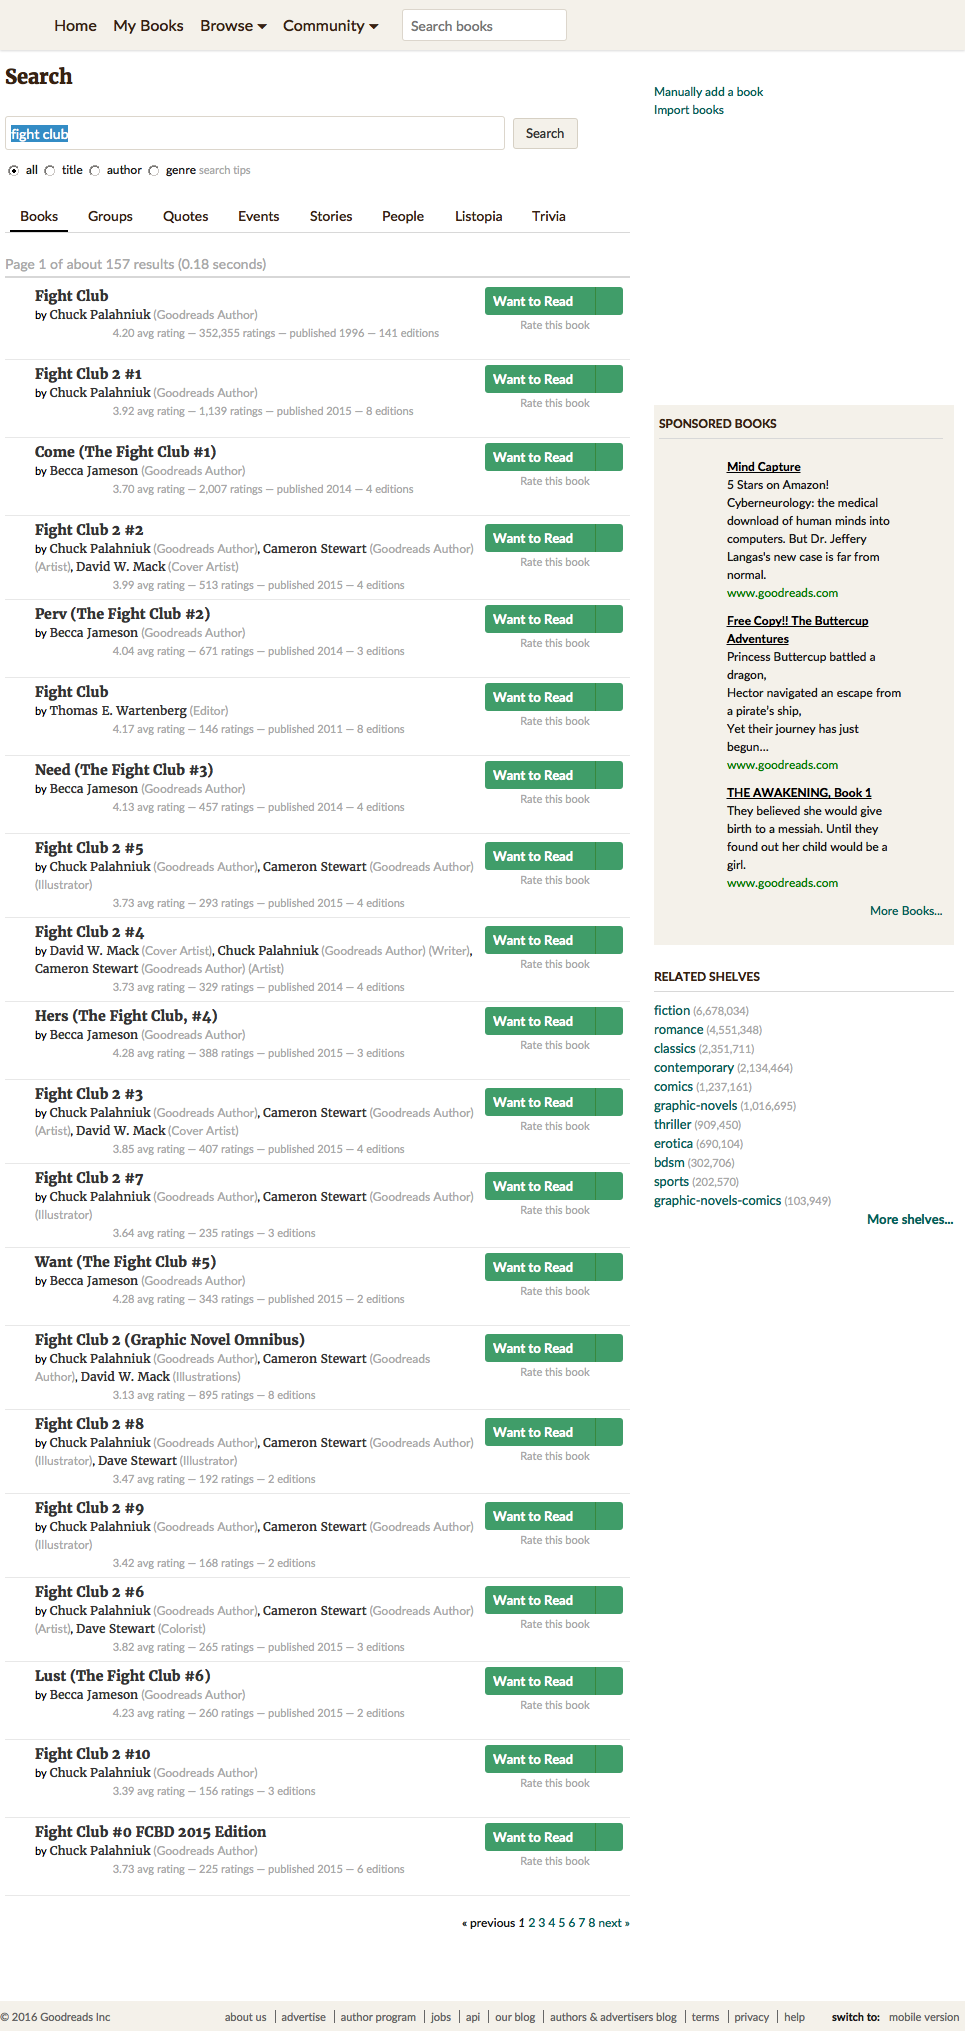 Home My Books Browse Community Search books
Search
fight club Search
all title author genre search tips
Books Groups Quotes Events Stories People Listopia Trivia
Page 1 of about 157 results (0.18 seconds)
Fight Club
by Chuck Palahniuk (Goodreads Author)
4.20 avg rating — 352,355 ratings — published 1996 — 141 editions
Want to Read
Rate this book
Fight Club 2 #1
by Chuck Palahniuk (Goodreads Author)
3.92 avg rating — 1,139 ratings — published 2015 — 8 editions
Want to Read
Rate this book
Come (The Fight Club #1)
by Becca Jameson (Goodreads Author)
3.70 avg rating — 2,007 ratings — published 2014 — 4 editions
Want to Read
Rate this book
Fight Club 2 #2
by Chuck Palahniuk (Goodreads Author), Cameron Stewart (Goodreads Author)
(Artist), David W. Mack (Cover Artist)
3.99 avg rating — 513 ratings — published 2015 — 4 editions
Want to Read
Rate this book
Perv (The Fight Club #2)
by Becca Jameson (Goodreads Author)
4.04 avg rating — 671 ratings — published 2014 — 3 editions
Want to Read
Rate this book
Fight Club
by Thomas E. Wartenberg (Editor)
4.17 avg rating — 146 ratings — published 2011 — 8 editions
Want to Read
Rate this book
Need (The Fight Club #3)
by Becca Jameson (Goodreads Author)
4.13 avg rating — 457 ratings — published 2014 — 4 editions
Want to Read
Rate this book
Fight Club 2 #5
by Chuck Palahniuk (Goodreads Author), Cameron Stewart (Goodreads Author)
(Illustrator)
3.73 avg rating — 293 ratings — published 2015 — 4 editions
Want to Read
Rate this book
Fight Club 2 #4
by David W. Mack (Cover Artist), Chuck Palahniuk (Goodreads Author) (Writer),
Cameron Stewart (Goodreads Author) (Artist)
3.73 avg rating — 329 ratings — published 2014 — 4 editions
Want to Read
Rate this book
Hers (The Fight Club, #4)
by Becca Jameson (Goodreads Author)
4.28 avg rating — 388 ratings — published 2015 — 3 editions
Want to Read
Rate this book
Fight Club 2 #3
by Chuck Palahniuk (Goodreads Author), Cameron Stewart (Goodreads Author)
(Artist), David W. Mack (Cover Artist)
3.85 avg rating — 407 ratings — published 2015 — 4 editions
Want to Read
Rate this book
Fight Club 2 #7
by Chuck Palahniuk (Goodreads Author), Cameron Stewart (Goodreads Author)
(Illustrator)
3.64 avg rating — 235 ratings — 3 editions
Want to Read
Rate this book
Want (The Fight Club #5)
by Becca Jameson (Goodreads Author)
4.28 avg rating — 343 ratings — published 2015 — 2 editions
Want to Read
Rate this book
Fight Club 2 (Graphic Novel Omnibus)
by Chuck Palahniuk (Goodreads Author), Cameron Stewart (Goodreads
Author), David W. Mack (Illustrations)
3.13 avg rating — 895 ratings — 8 editions
Want to Read
Rate this book
Fight Club 2 #8
by Chuck Palahniuk (Goodreads Author), Cameron Stewart (Goodreads Author)
(Illustrator), Dave Stewart (Illustrator)
3.47 avg rating — 192 ratings — 2 editions
Want to Read
Rate this book
Fight Club 2 #9
by Chuck Palahniuk (Goodreads Author), Cameron Stewart (Goodreads Author)
(Illustrator)
3.42 avg rating — 168 ratings — 2 editions
Want to Read
Rate this book
Fight Club 2 #6
by Chuck Palahniuk (Goodreads Author), Cameron Stewart (Goodreads Author)
(Artist), Dave Stewart (Colorist)
3.82 avg rating — 265 ratings — published 2015 — 3 editions
Want to Read
Rate this book
Lust (The Fight Club #6)
by Becca Jameson (Goodreads Author)
4.23 avg rating — 260 ratings — published 2015 — 2 editions
Want to Read
Rate this book
Fight Club 2 #10
by Chuck Palahniuk (Goodreads Author)
3.39 avg rating — 156 ratings — 3 editions
Want to Read
Rate this book
Fight Club #0 FCBD 2015 Edition
by Chuck Palahniuk (Goodreads Author)
3.73 avg rating — 225 ratings — published 2015 — 6 editions
Want to Read
Rate this book
« previous 1 2 3 4 5 6 7 8 next »
Manually add a book
Import books
SPONSORED BOOKS
Mind Capture
5 Stars on Amazon!
Cyberneurology: the medical
download of human minds into
computers. But Dr. Jeffery
Langas's new case is far from
normal.
www.goodreads.com
Free Copy!! The Buttercup
Adventures
Princess Buttercup battled a
dragon,
Hector navigated an escape from
a pirate's ship,
Yet their journey has just
begun...
www.goodreads.com
THE AWAKENING, Book 1
They believed she would give
birth to a messiah. Until they
found out her child would be a
girl.
www.goodreads.com
More Books...
RELATED SHELVES
fiction (6,678,034)
romance (4,551,348)
classics (2,351,711)
contemporary (2,134,464)
comics (1,237,161)
graphic-novels (1,016,695)
thriller (909,450)
erotica (690,104)
bdsm (302,706)
sports (202,570)
graphic-novels-comics (103,949)
More shelves...
© 2016 Goodreads Inc about us advertise author program jobs api our blog authors & advertisers blog terms privacy help switch to: mobile version